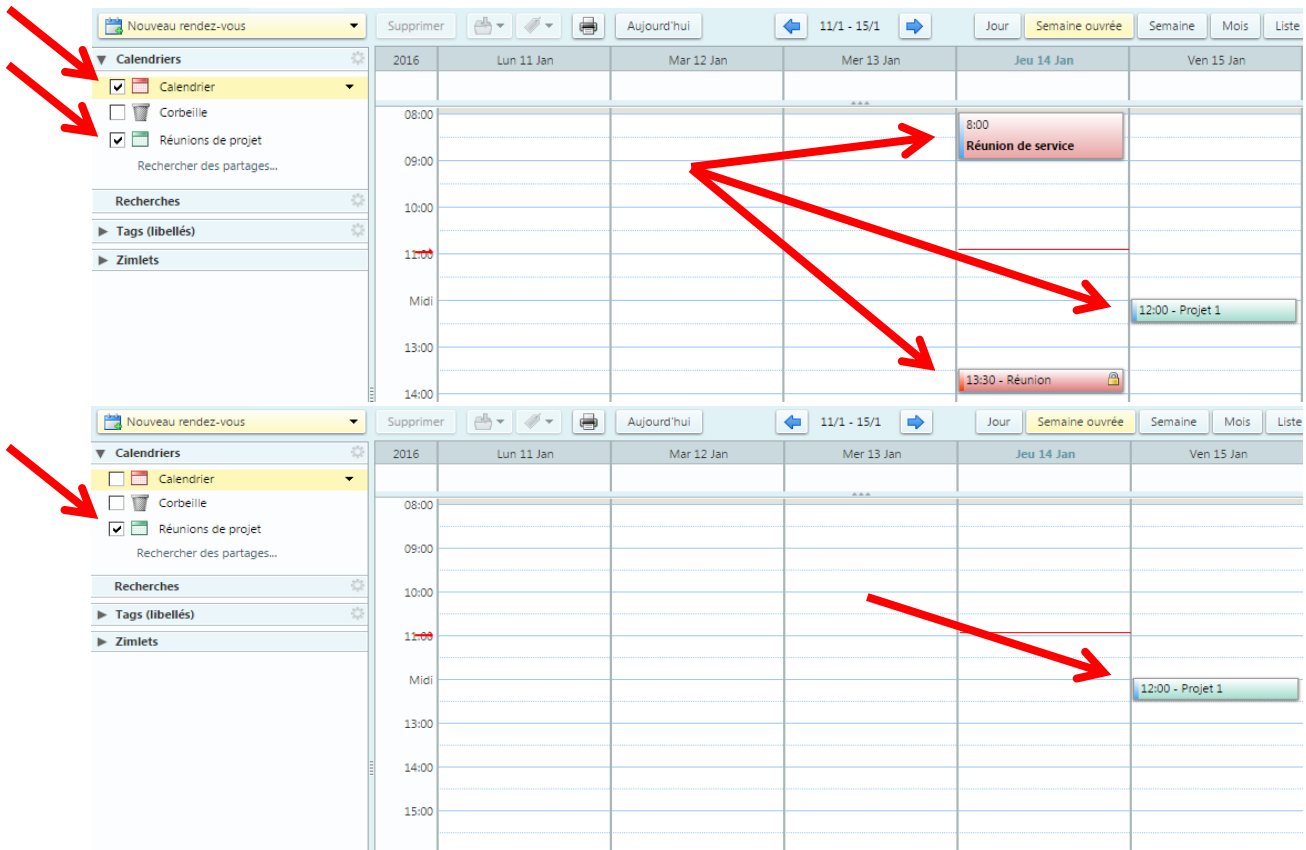 Nouveau rendez-vous Supprimer Aujourd'hui 11/1 - 15/1 Jour Semaine ouvrée Semaine Mois Liste
Calendriers
Calendrier
Corbeille
Réunions de projet
Rechercher des partages...
Recherches
Tags (libellés)
Zimlets
2016 Lun 11 Jan Mar 12 Jan Mer 13 Jan Jeu 14 Jan Ven 15 Jan
08:00
8:00
Réunion de service
09:00
10:00
11:00
Midi
12:00 - Projet 1
13:00
13:30 - Réunion
14:00
Nouveau rendez-vous Supprimer Aujourd'hui 11/1 - 15/1 Jour Semaine ouvrée Semaine Mois Liste
Calendriers
Calendrier
Corbeille
Réunions de projet
Rechercher des partages...
Recherches
Tags (libellés)
Zimlets
2016 Lun 11 Jan Mar 12 Jan Mer 13 Jan Jeu 14 Jan Ven 15 Jan
08:00
09:00
10:00
11:00
Midi
12:00 - Projet 1
13:00
14:00
15:00